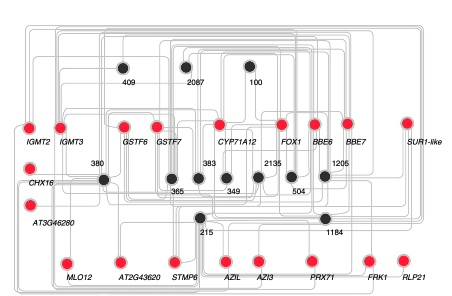 409 2087 100
IGMT2 IGMT3 GSTF6 GSTF7 CYP71A12 FOX1 BBE6 BBE7 SUR1-like
380 383 2135 1205
CHX16 365 349 504
AT3G46280
215 1184
MLO12 AT2G43620 STMP6 AZIL AZI3 PRX71 FRK1 RLP21